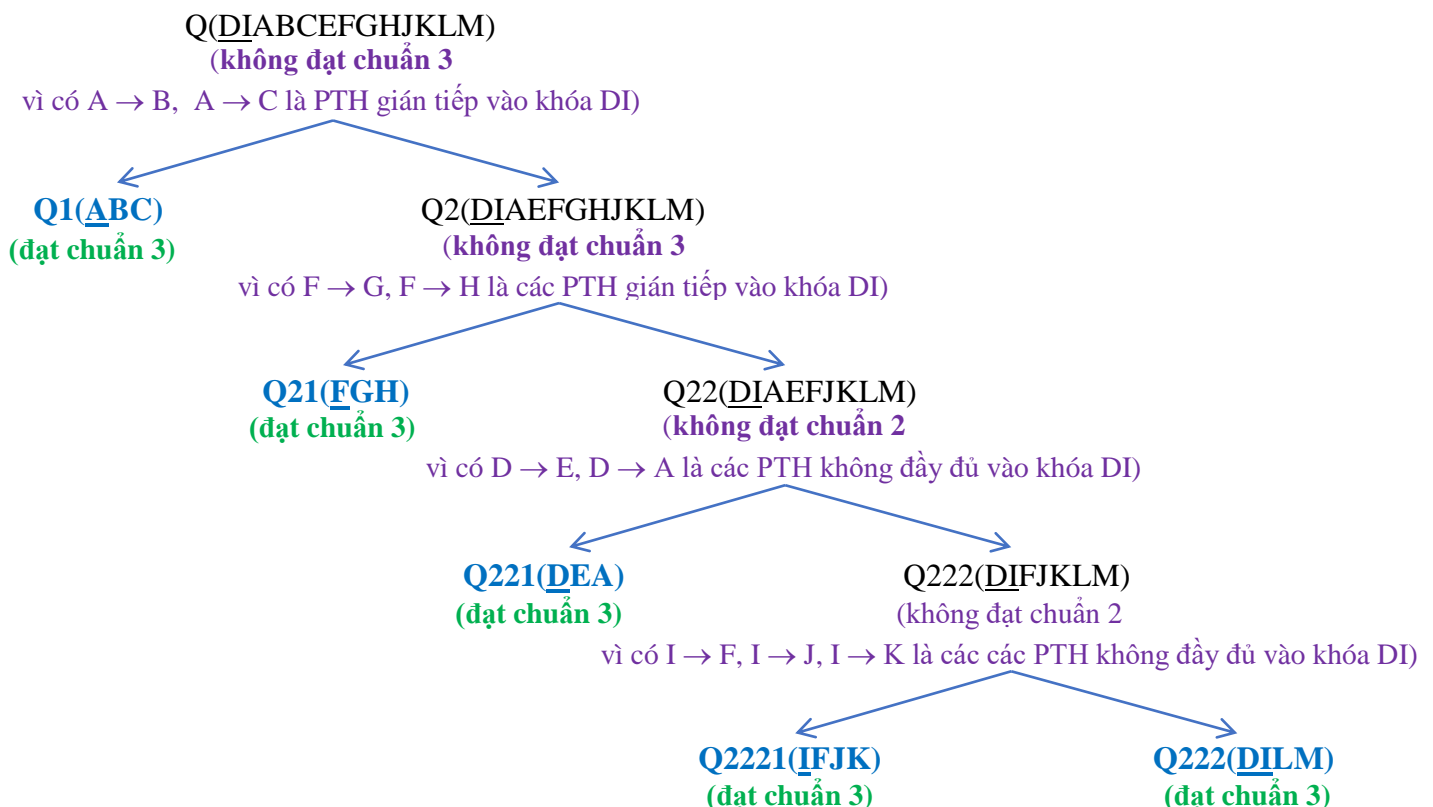 Q(DIABCEFGHJKLM)
(không đạt chuẩn 3
vì có A → B, A → C là PTH gián tiếp vào khóa DI)
Q1(ABC)
(đạt chuẩn 3)
Q2(DIAEFGHJKLM)
(không đạt chuẩn 3
vì có F → G, F → H là các PTH gián tiếp vào khóa DI)
Q21(FGH)
(đạt chuẩn 3)
Q22(DIAEFJKLM)
(không đạt chuẩn 2
vì có D → E, D → A là các PTH không đầy đủ vào khóa DI)
Q221(DEA)
(đạt chuẩn 3)
Q222(DIFJKLM)
(không đạt chuẩn 2
vì có I → F, I → J, I → K là các các PTH không đầy đủ vào khóa DI)
Q2221(IFJK)
(đạt chuẩn 3)
Q222(DILM)
(đạt chuẩn 3)